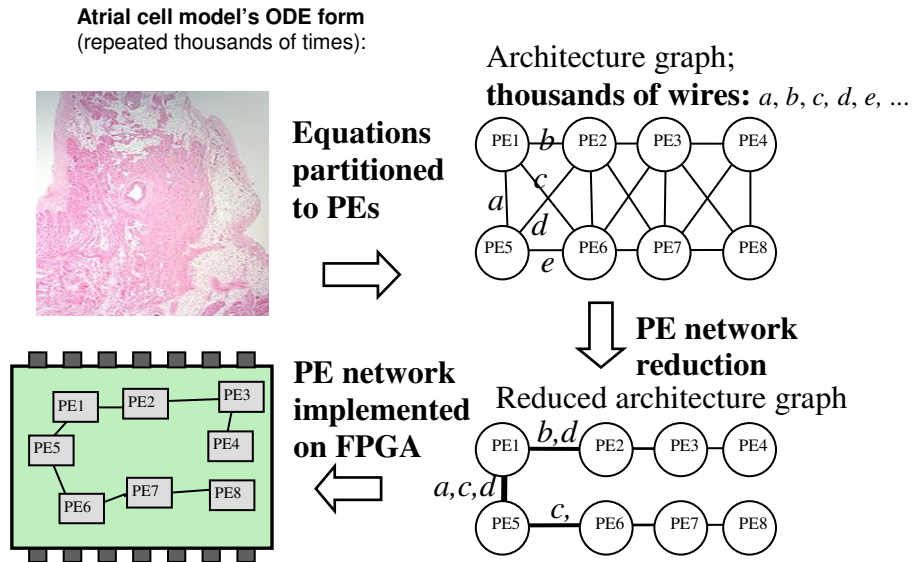 Atrial cell model's ODE form
(repeated thousands of times):
Architecture graph;
thousands of wires: a, b, c, d, e, ...
Equations
partitioned
to PEs
PE1
b
PE2
PE3
PE4
c
a
d
PE5
e
PE6
PE7
PE8
PE network
reduction
Reduced architecture graph
PE1
b,d
PE2
PE3
PE4
a,c,d
PE5
c,
PE6
PE7
PE8
PE network
implemented
on FPGA
PE1
PE2
PE3
PE5
PE4
PE6
PE7
PE8